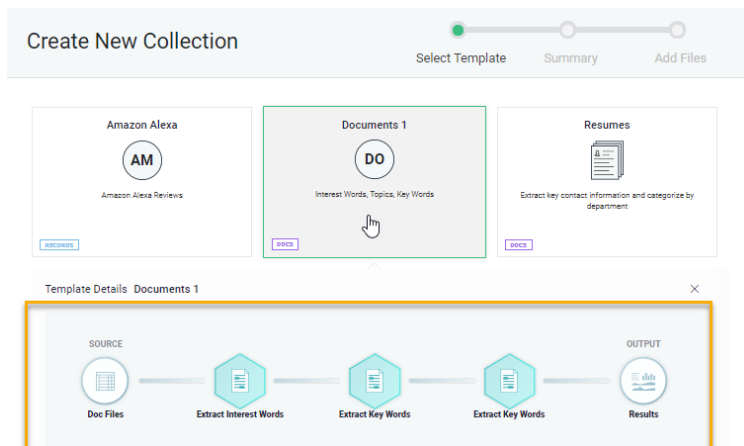 Create New Collection
Select Template
Summary
Add Files
Amazon Alexa
AM
Amazon Alexa Reviews
RECORDS
Documents 1
DO
Interest Words, Topics, Key Words
DOCS
Resumes
Extract key contact information and categorize by
department
DOCS
Template Details Documents 1
SOURCE
OUTPUT
Doc Files
Extract Interest Words
Extract Key Words
Extract Key Words
Results